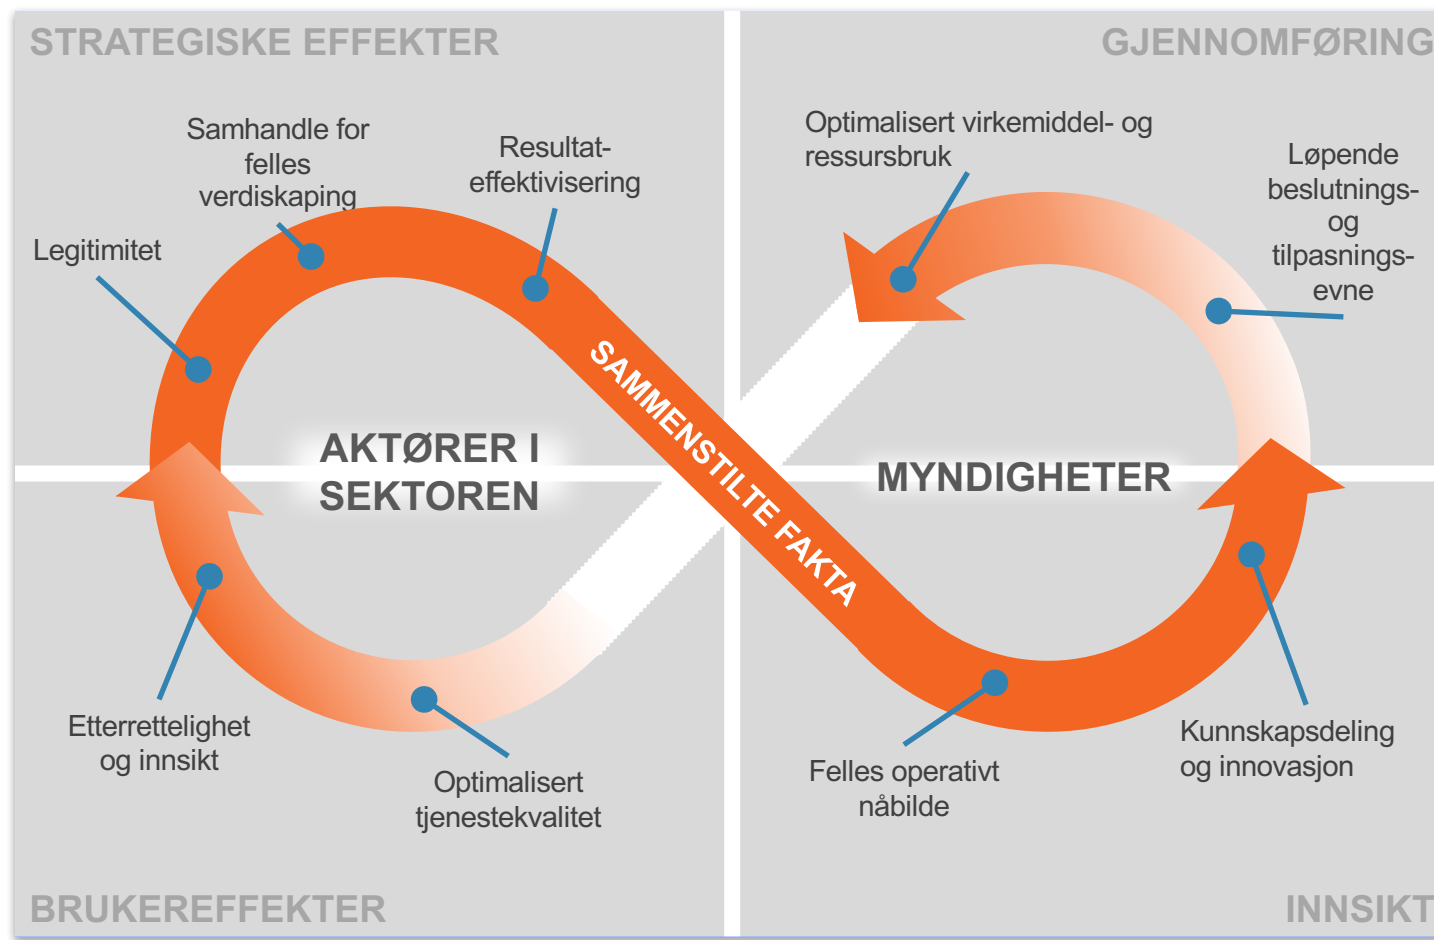 STRATEGISKE EFFEKTER
GJENNOMFØRING
Samhandle for
felles
verdiskaping
Resultat-
effektivisering
Legitimitet
Optimalisert virkemiddel- og
ressursbruk
Løpende
beslutnings-
og
tilpasnings-
evne
SAMMENSTILTE FAKTA
AKTØRER I
SEKTOREN
MYNDIGHETER
Etterrettelighet
og innsikt
Optimalisert
tjenestekvalitet
Felles operativt
nåbilde
Kunnskapsdeling
og innovasjon
BRUKEREFFEKTER
INNSIKT